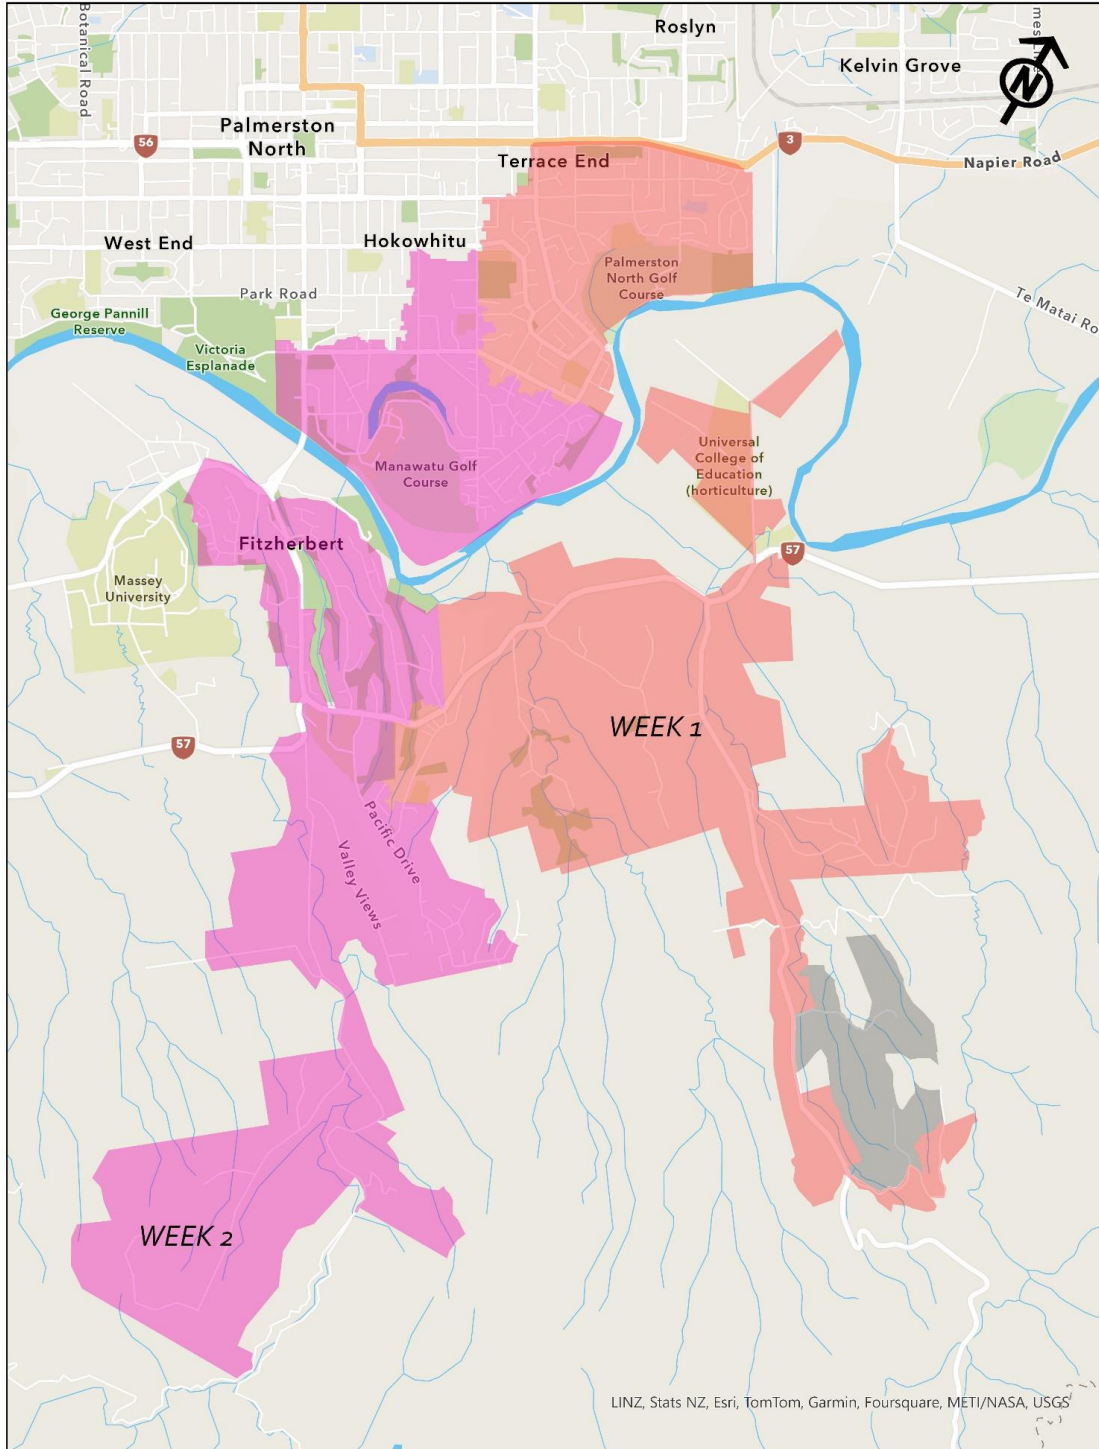 Botanical Road
Roslyn
Kelvin Grove
N
Palmerston
North
56
3
Terrace End
Napier Road
West End
Hokowhitu
Palmerston
North Golf
Course
Park Road
Te Matai Ro
George Pannill
Reserve
Victoria
Esplanade
Universal
College of
Education
(horticulture)
Manawatu Golf
Course
Fitzherbert
57
Massey
University
WEEK 1
57
Pacific Drive
Valley Views
WEEK 2
LINZ, Stats NZ, Esri, TomTom, Garmin, Foursquare, METI/NASA, USGS